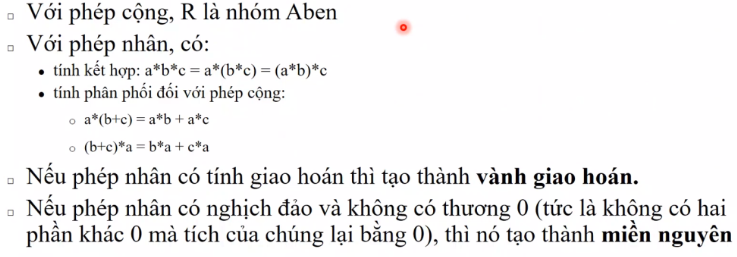 Với phép cộng, R là nhóm Aben
Với phép nhân, có:
tính kết hợp: a*b*c = a*(b*c) = (a*b)*c
tính phân phối đối với phép cộng:
a*(b+c) = a*b + a*c
(b+c)*a = b*a + c*a
Nếu phép nhân có tính giao hoán thì tạo thành vành giao hoán.
Nếu phép nhân có nghịch đảo và không có thương 0 (tức là không có hai
phần khác 0 mà tích của chúng lại bằng 0), thì nó tạo thành miền nguyên